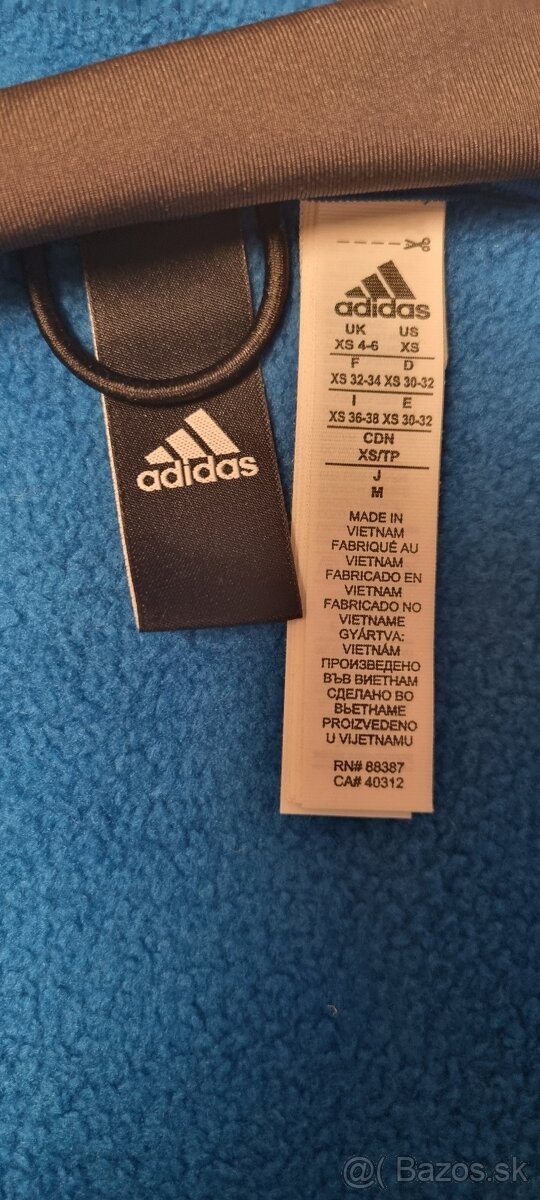 adidas
adidas
UK US
XS 4-6 XS
F D
XS 32-34 XS 30-32
I E
XS 36-38 XS 30-32
CDN
XS/TP
J
M
MADE IN
VIETNAM
FABRIQUÉ AU
VIETNAM
FABRICADO EN
VIETNAM
FABRICADO NO
VIETNAME
GYÁRTVA:
VIETNÁM
ПРОИЗВЕДЕНО
ВЪВ ВИЕТНАМ
СДЕЛАНО ВО
ВЬЕТНАМЕ
PROIZVEDENO
U VIJETNAMU
RN# 88387
CA# 40312
@( Bazos.sk